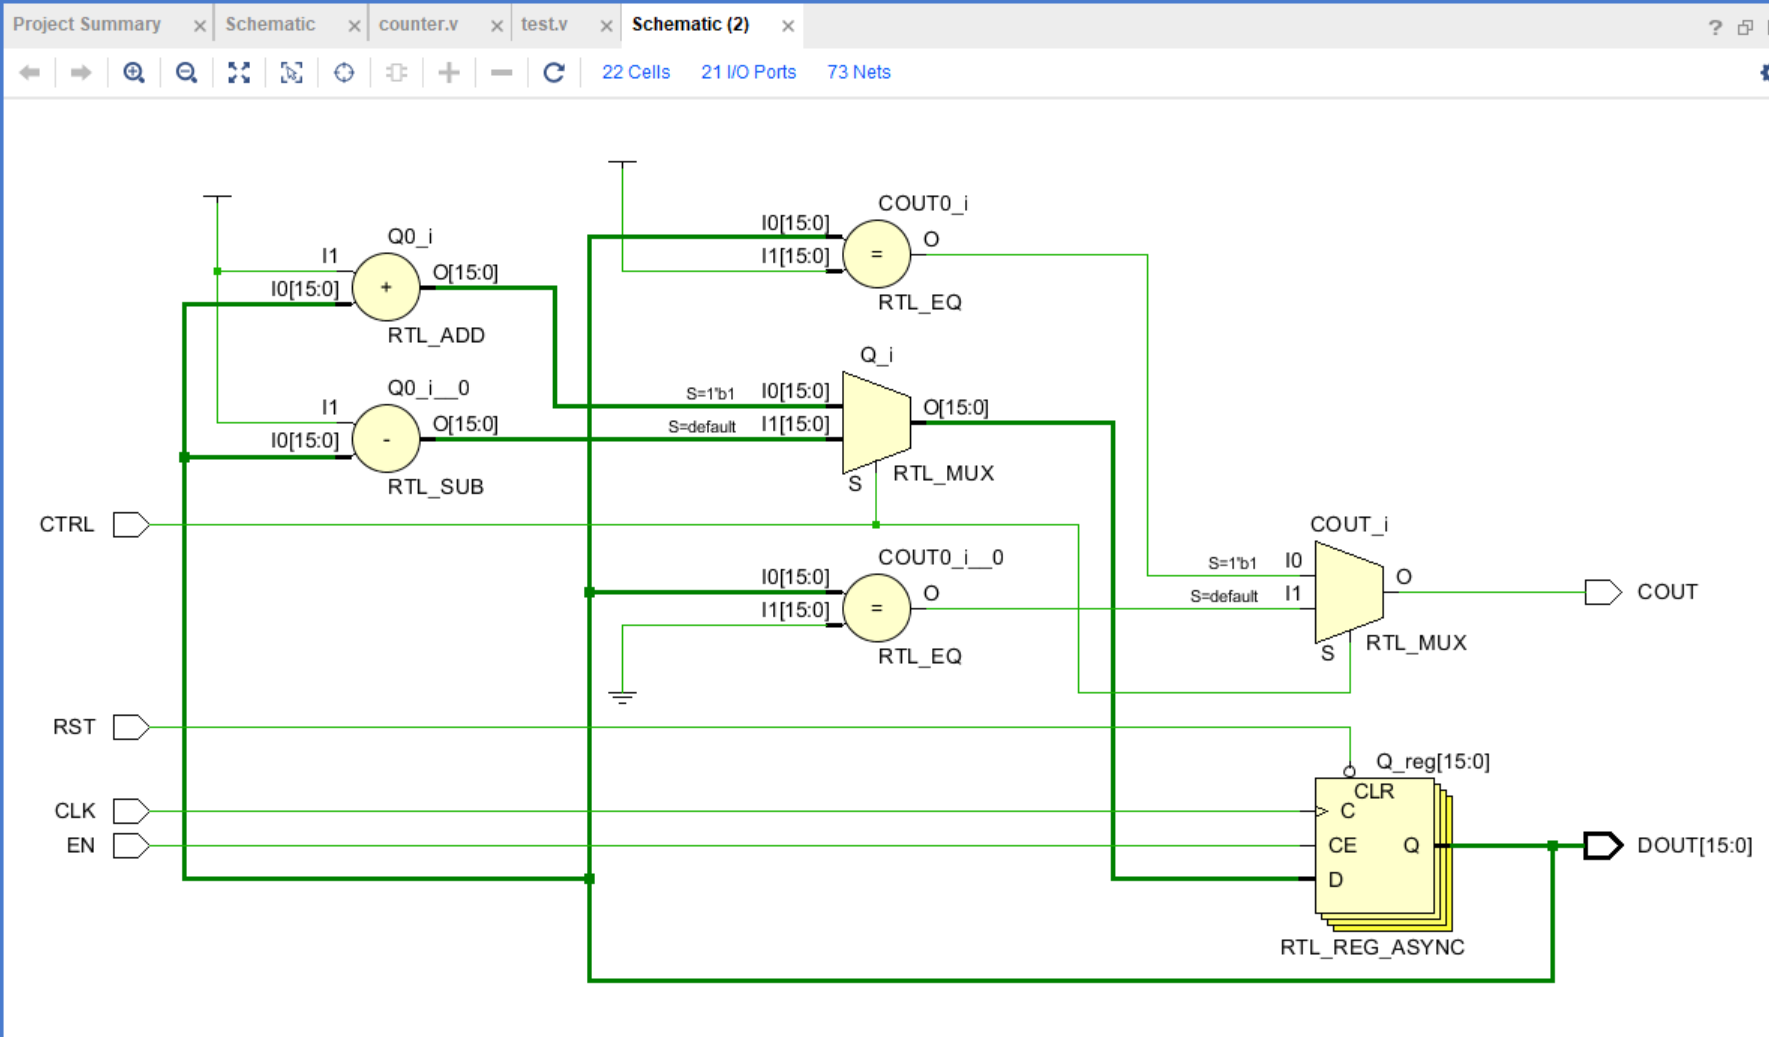 Project Summary × Schematic × counter.v × test.v × Schematic (2) × ?
22 Cells 21 I/O Ports 73 Nets
COUT0_i
I0[15:0]
O
I1[15:0]
=
RTL_EQ
Q0_i
I1
O[15:0]
I0[15:0]
+
RTL_ADD
Q_i
Q0_i__0
S=1'b1 I0[15:0]
O[15:0]
I1
O[15:0]
S=default I1[15:0]
I0[15:0]
-
RTL_MUX
S
RTL_SUB
CTRL
COUT_i
COUT0_i__0
S=1'b1 I0
I0[15:0]
O
O
COUT
S=default I1
I1[15:0]
=
RTL_MUX
S
RTL_EQ
RST
Q_reg[15:0]
CLR
CLK
C
EN
CE Q
DOUT[15:0]
D
RTL_REG_ASYNC